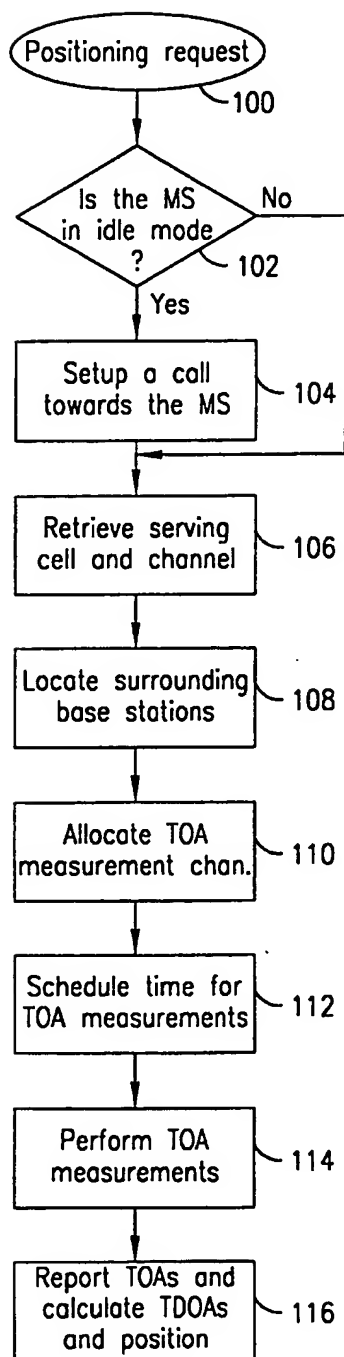 Positioning request
100
Is the MS
in idle mode
?
No
102
Yes
Setup a call
towards the MS
104
Retrieve serving
cell and channel
106
Locate surrounding
base stations
108
Allocate TOA
measurement chan.
110
Schedule time for
TOA measurements
112
Perform TOA
measurements
114
Report TOAs and
calculate TDOAs
and position
116